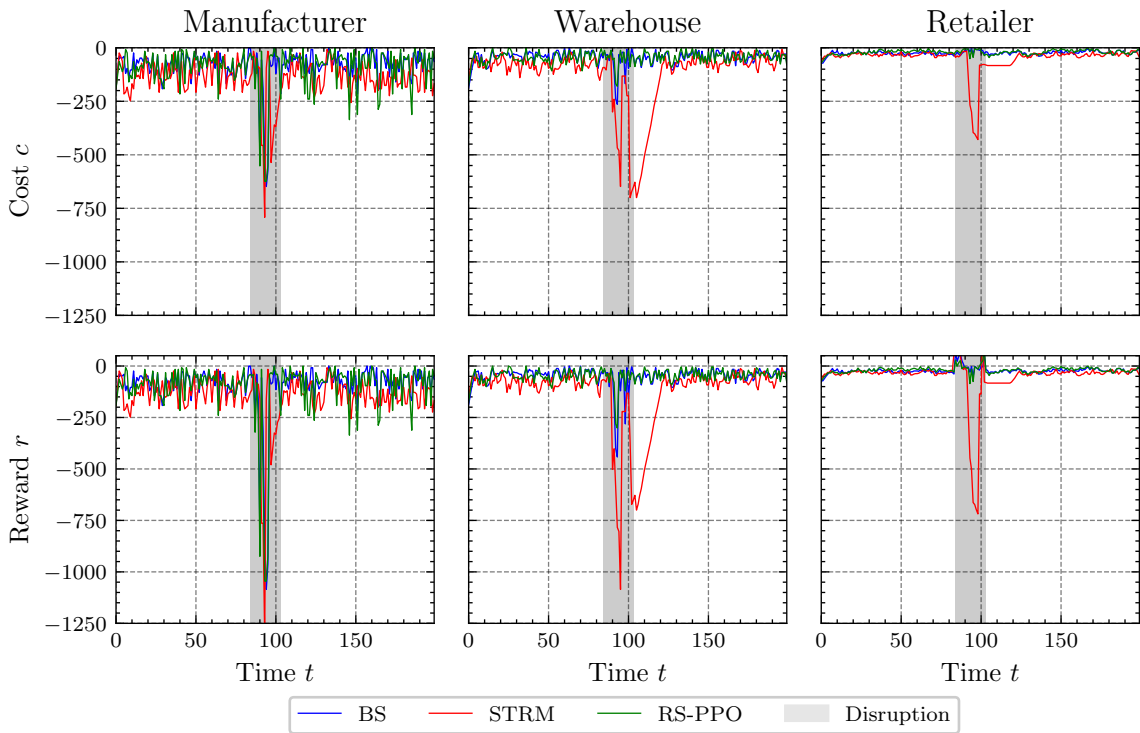 Manufacturer Warehouse Retailer
0
−250
−500
−750
−1000
−1250
Cost c
0
−250
−500
−750
−1000
−1250
Reward r
0 50 100 150 0 50 100 150 0 50 100 150
Time t Time t Time t
BS STRM RS-PPO Disruption